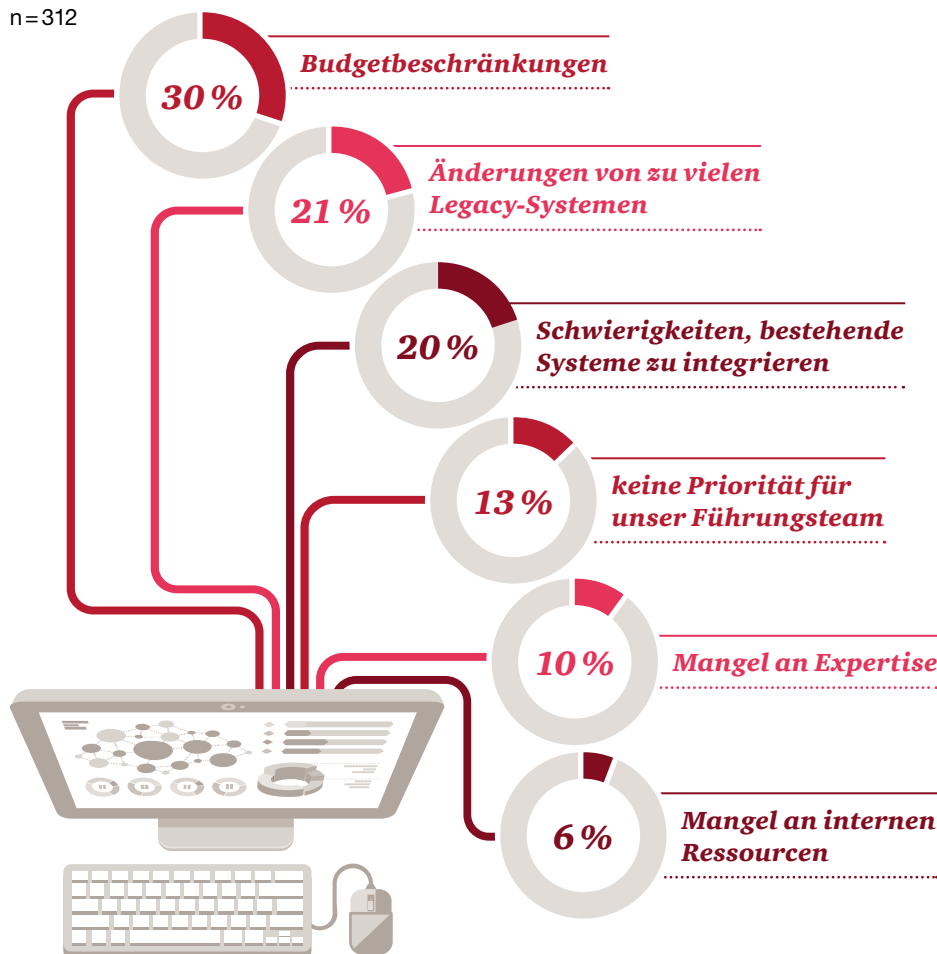 n=312
30 %
Budgetbeschränkungen
21 %
Änderungen von zu vielen
Legacy-Systemen
20 %
Schwierigkeiten, bestehende
Systeme zu integrieren
13 %
keine Priorität für
unser Führungsteam
10 %
Mangel an Expertise
6 %
Mangel an internen
Ressourcen